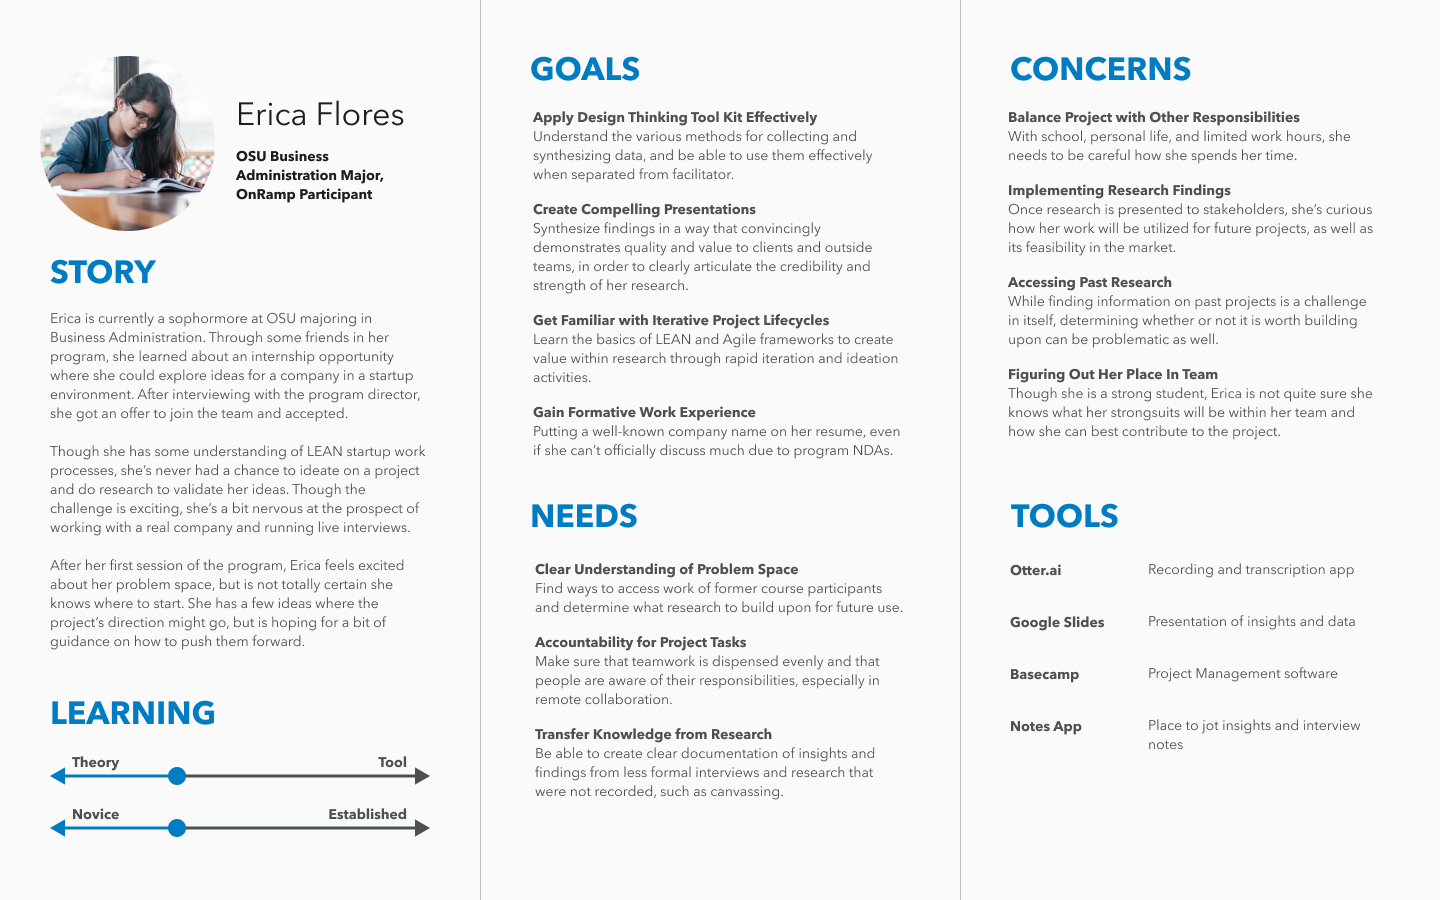 Erica Flores
OSU Business
Administration Major,
OnRamp Participant
STORY
Erica is currently a sophormore at OSU majoring in
Business Administration. Through some friends in her
program, she learned about an internship opportunity
where she could explore ideas for a company in a startup
environment. After interviewing with the program director,
she got an offer to join the team and accepted.
Though she has some understanding of LEAN startup work
processes, she’s never had a chance to ideate on a project
and do research to validate her ideas. Though the
challenge is exciting, she’s a bit nervous at the prospect of
working with a real company and running live interviews.
After her first session of the program, Erica feels excited
about her problem space, but is not totally certain she
knows where to start. She has a few ideas where the
project’s direction might go, but is hoping for a bit of
guidance on how to push them forward.
LEARNING
Theory Tool
Novice Established
GOALS
Apply Design Thinking Tool Kit Effectively
Understand the various methods for collecting and
synthesizing data, and be able to use them effectively
when separated from facilitator.
Create Compelling Presentations
Synthesize findings in a way that convincingly
demonstrates quality and value to clients and outside
teams, in order to clearly articulate the credibility and
strength of her research.
Get Familiar with Iterative Project Lifecycles
Learn the basics of LEAN and Agile frameworks to create
value within research through rapid iteration and ideation
activities.
Gain Formative Work Experience
Putting a well-known company name on her resume, even
if she can’t officially discuss much due to program NDAs.
NEEDS
Clear Understanding of Problem Space
Find ways to access work of former course participants
and determine what research to build upon for future use.
Accountability for Project Tasks
Make sure that teamwork is dispensed evenly and that
people are aware of their responsibilities, especially in
remote collaboration.
Transfer Knowledge from Research
Be able to create clear documentation of insights and
findings from less formal interviews and research that
were not recorded, such as canvassing.
CONCERNS
Balance Project with Other Responsibilities
With school, personal life, and limited work hours, she
needs to be careful how she spends her time.
Implementing Research Findings
Once research is presented to stakeholders, she’s curious
how her work will be utilized for future projects, as well as
its feasibility in the market.
Accessing Past Research
While finding information on past projects is a challenge
in itself, determining whether or not it is worth building
upon can be problematic as well.
Figuring Out Her Place In Team
Though she is a strong student, Erica is not quite sure she
knows what her strongsuits will be within her team and
how she can best contribute to the project.
TOOLS
Otter.ai Recording and transcription app
Google Slides Presentation of insights and data
Basecamp Project Management software
Notes App Place to jot insights and interview
notes